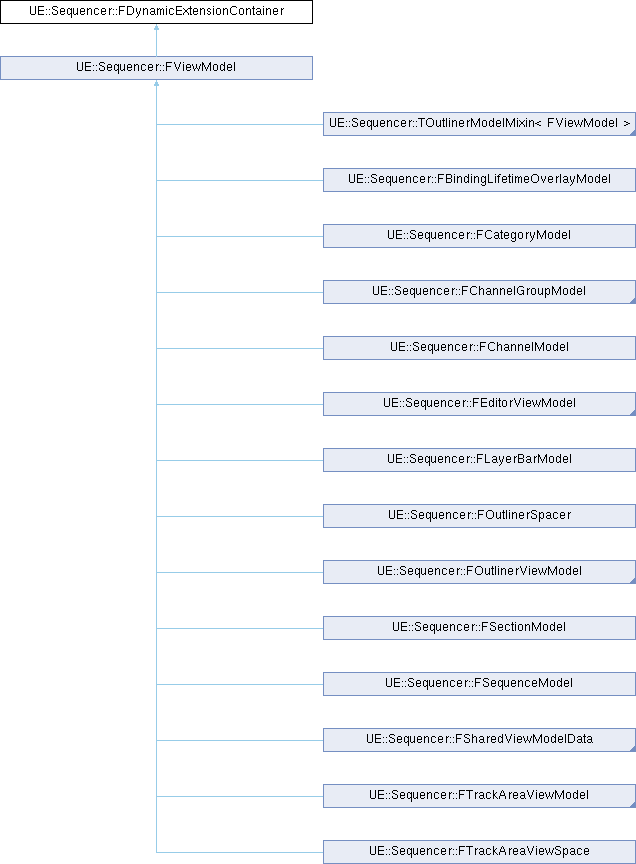 UE::Sequencer::FDynamicExtensionContainer
UE::Sequencer::FViewModel
UE::Sequencer::TOutlinerModelMixin< FViewModel >
UE::Sequencer::FBindingLifetimeOverlayModel
UE::Sequencer::FCategoryModel
UE::Sequencer::FChannelGroupModel
UE::Sequencer::FChannelModel
UE::Sequencer::FEditorViewModel
UE::Sequencer::FLayerBarModel
UE::Sequencer::FOutlinerSpacer
UE::Sequencer::FOutlinerViewModel
UE::Sequencer::FSectionModel
UE::Sequencer::FSequenceModel
UE::Sequencer::FSharedViewModelData
UE::Sequencer::FTrackAreaViewModel
UE::Sequencer::FTrackAreaViewSpace